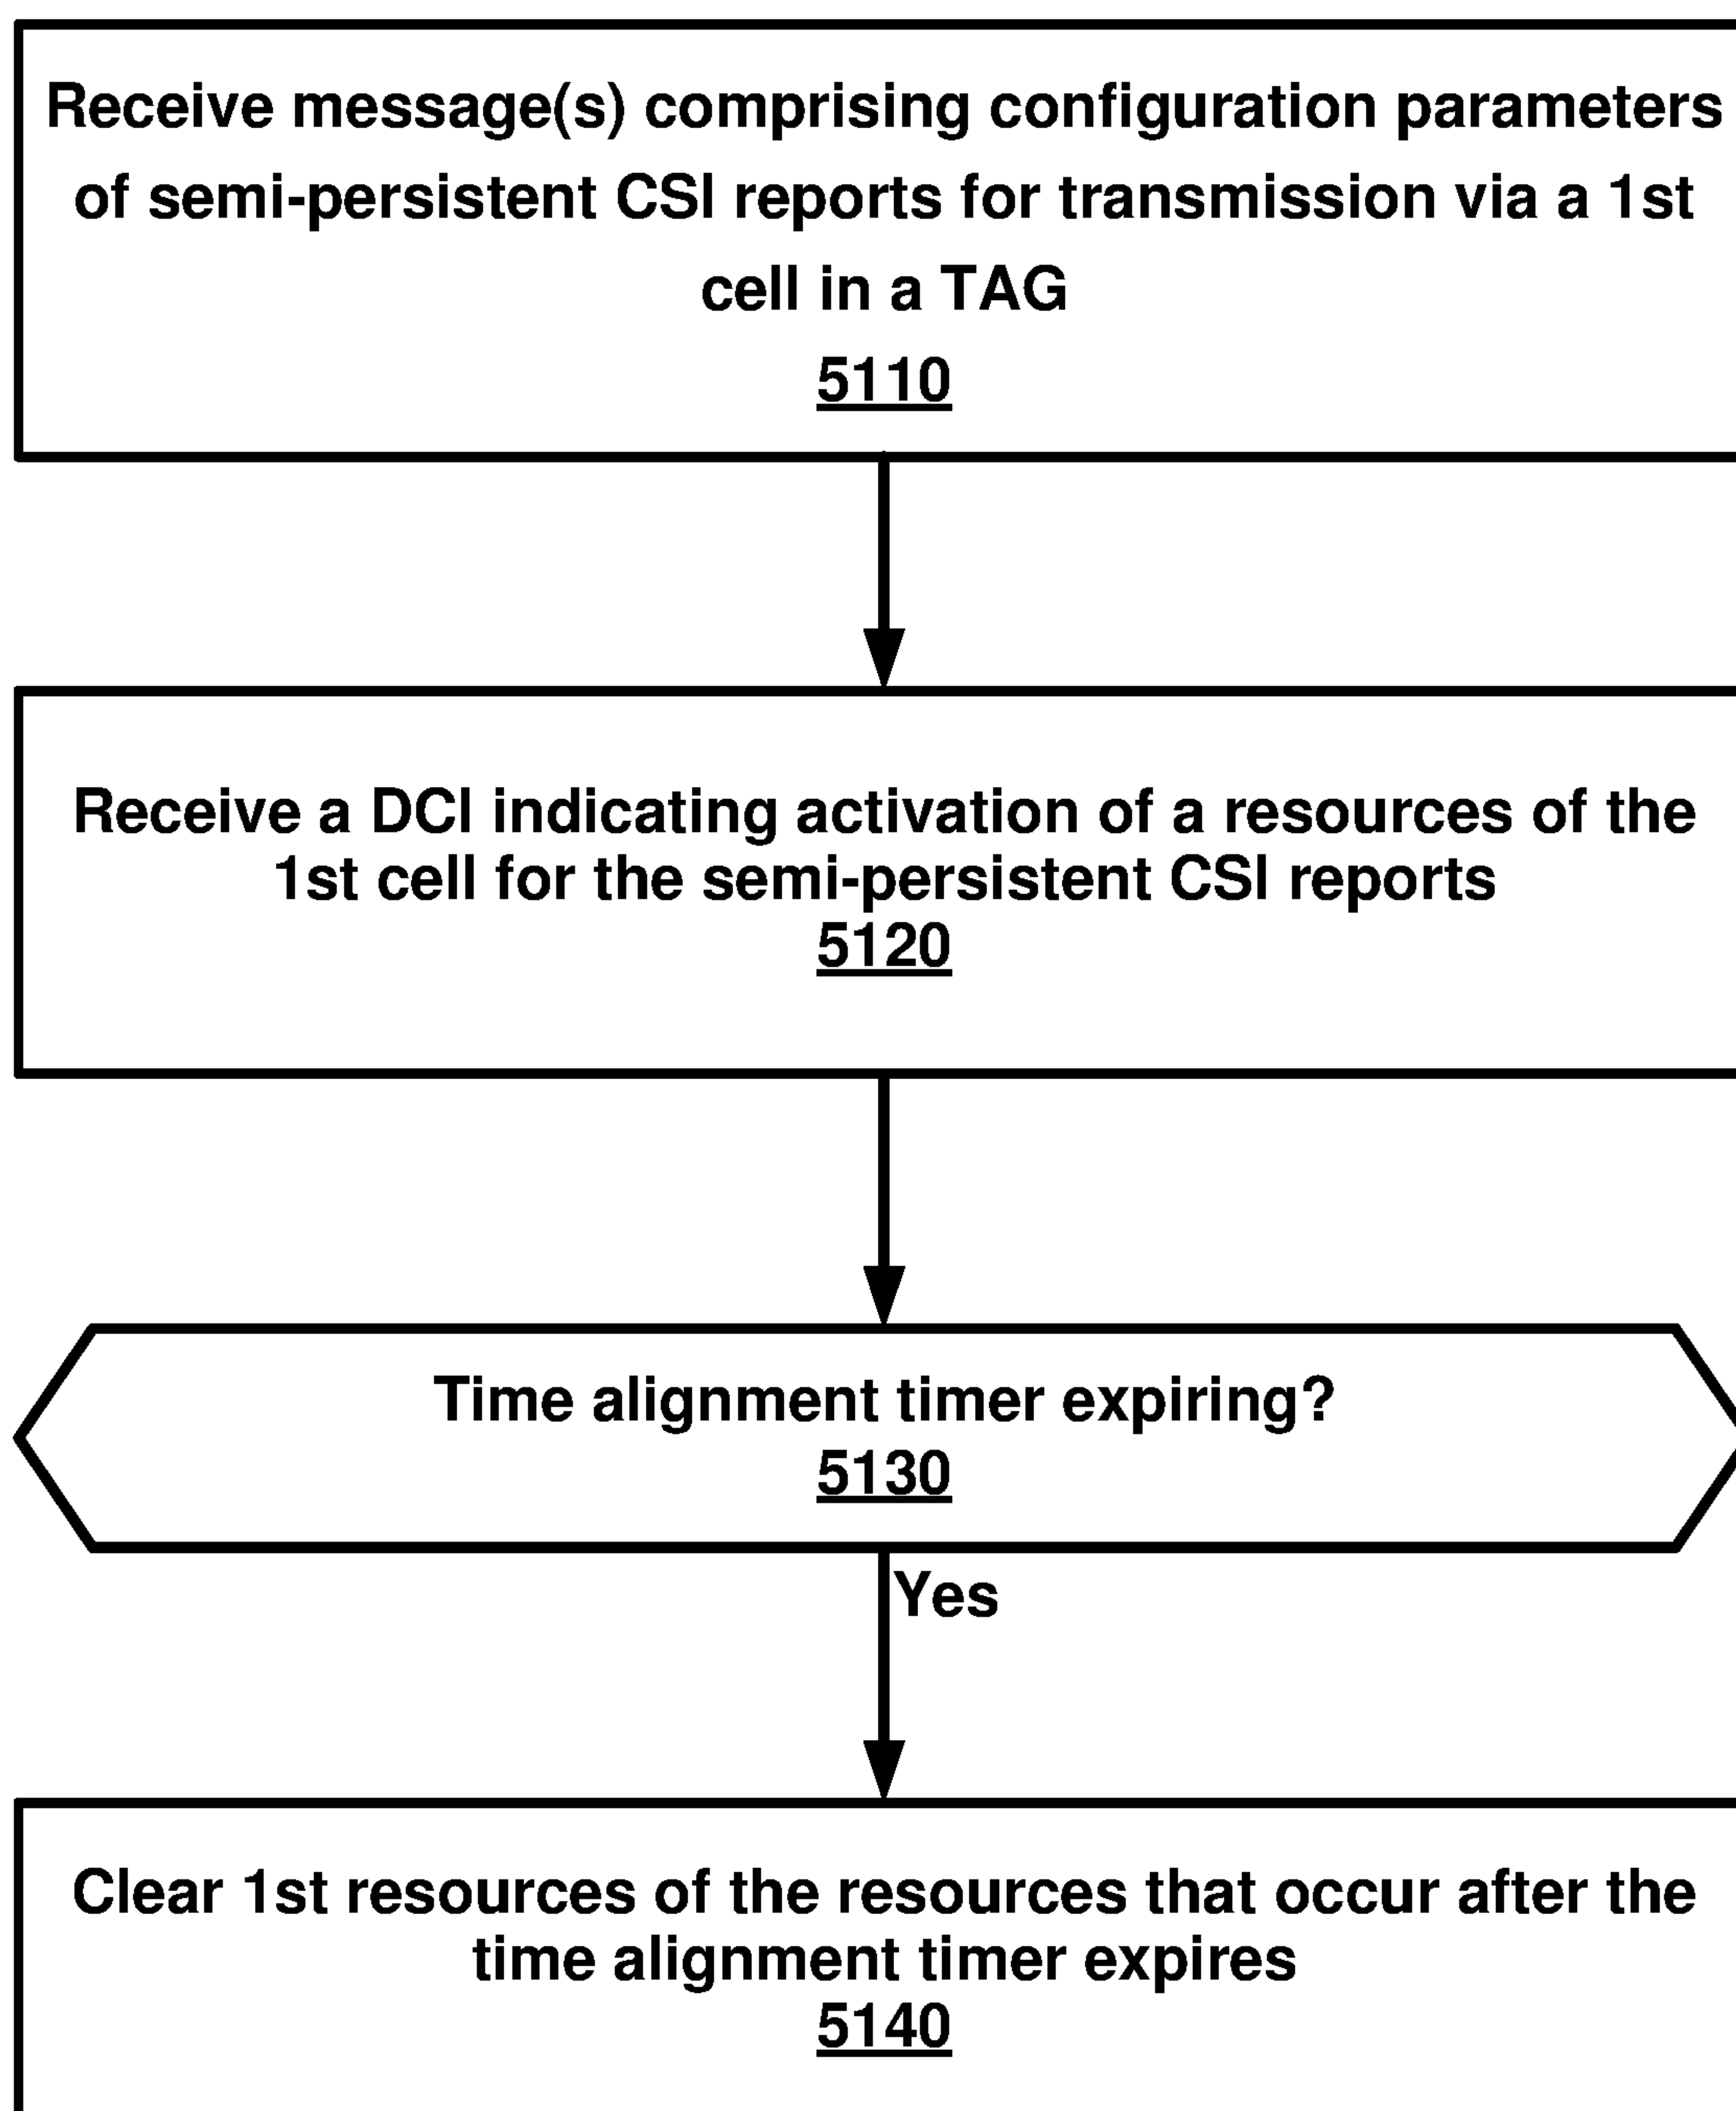 Receive message(s) comprising configuration parameters
of semi-persistent CSI reports for transmission via a 1st
cell in a TAG
5110
Receive a DCI indicating activation of a resources of the
1st cell for the semi-persistent CSI reports
5120
Time alignment timer expiring?
5130
Yes
Clear 1st resources of the resources that occur after the
time alignment timer expires
5140